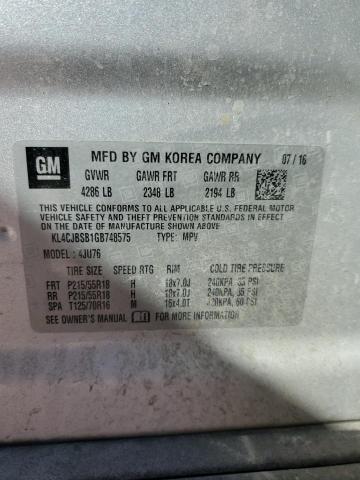 GM
MFD BY GM KOREA COMPANY 07/16
GVWR GAWR FRT GAWR RR
4286 LB 2348 LB 2194 LB
THIS VEHICLE CONFORMS TO ALL APPLICABLE U.S. FEDERAL MOTOR
VEHICLE SAFETY AND THEFT PREVENTION STANDARDS IN EFFECT ON THE DATE
OF MANUFACTURE SHOWN ABOVE.
KL4CJBSB1GB748575 TYPE: MPV
MODEL: 4JU76
TIRE SIZE SPEED RTG RIM COLD TIRE PRESSURE
FRT P215/55R18 H 18x7.0J 240KPA, 35 PSI
RR P215/55R18 H 18x7.0J 240KPA, 35 PSI
SPA T125/70R16 M 16x4.0T 420KPA, 60 PSI
SEE OWNER'S MANUAL FOR MORE INFORMATION